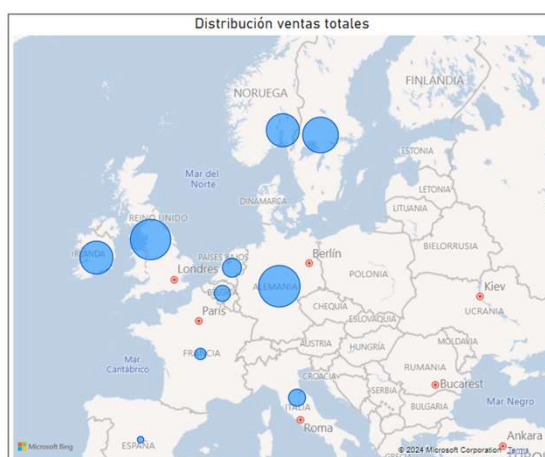 Distribución ventas totales
NORUEGA
FINLANDIA
Mar del
Norte
ESTONIA
LETONIA
LITUANIA
DINAMARCA
REINO UNIDO
IRLANDA
BIELORRUSIA
PAÍSES BAJOS
Londres
Berlín
POLONIA
ALEMANIA
BÉLGICA
Kiev
París
CHEQUIA
UCRANIA
ESLOVAQUIA
AUSTRIA
HUNGRÍA
MOLDAVIA
Mar
Cantábrico
FRANCIA
CROACIA
RUMANIA
SERBIA
Bucarest
ITALIA
BULGARIA
Mar Negro
Roma
Ankara
ESPAÑA
Microsoft Bing
© 2024 Microsoft Corporation
Terms